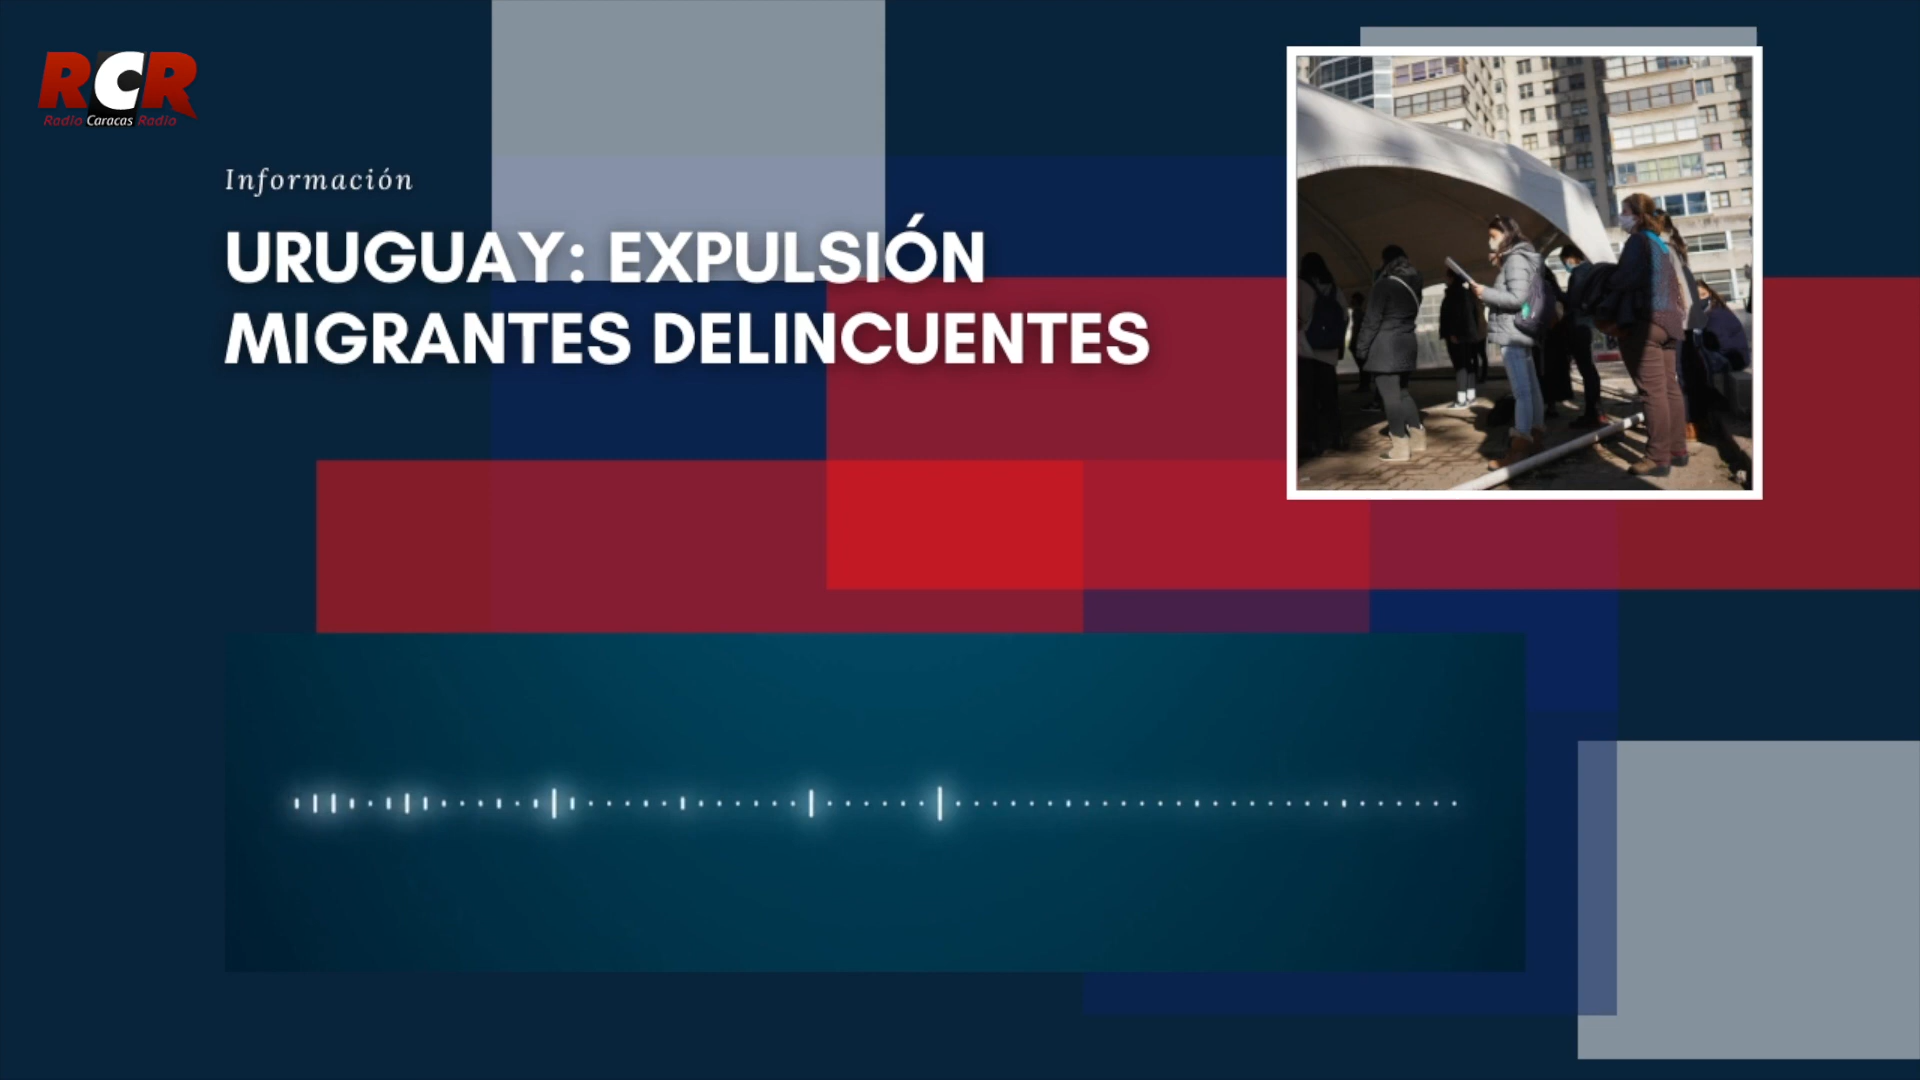 RCR
Radio Caracas Radio
Información
URUGUAY: EXPULSIÓN
MIGRANTES DELINCUENTES